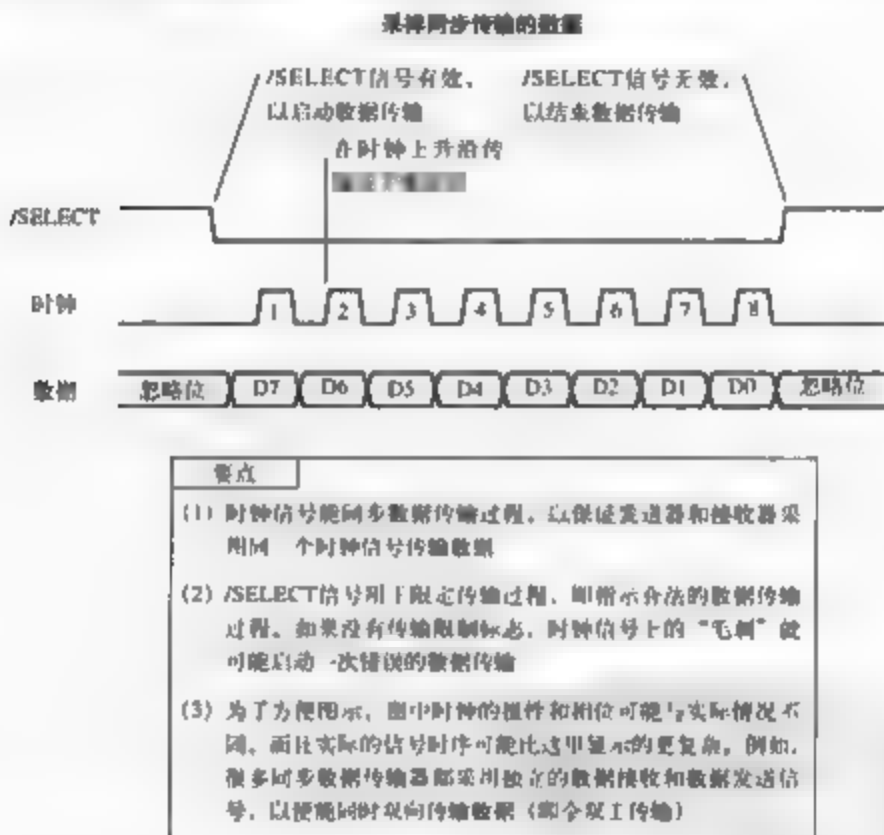 采样同步传输的数据
/SELECT信号有效,
以启动数据传输
/SELECT信号无效,
以结束数据传输
在时钟上升沿传
/SELECT
时钟
1 2 3 4 5 6 7 8
数据
忽略位 D7 D6 D5 D4 D3 D2 D1 D0 忽略位
要点
(1) 时钟信号能同步数据传输过程, 以保证发送器和接收器采
用同 个时钟信号传输数据
(2) /SELECT信号用于限定传输过程, 即指示合法的数据传输
过程。如果没有传输限制标志, 时钟信号上的“毛刺”就
可能启动一次错误的数据传输
(3) 为了方便图示, 图中时钟的极性和相位可能与实际情况不
同, 而且实际的信号时序可能比这里显示的更复杂。例如,
很多同步数据传输器都采用独立的数据接收和数据发送信
号, 以便能同时双向传输数据 (即全双工传输)